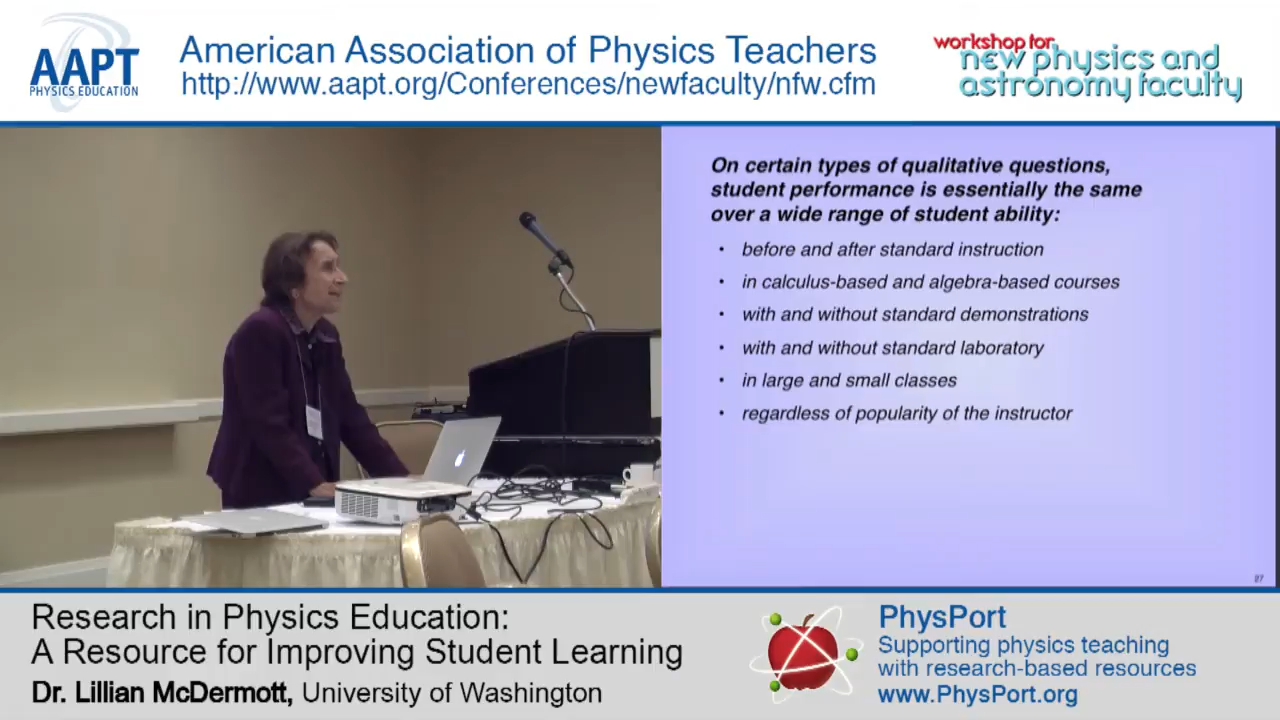 AAPT
PHYSICS EDUCATION
American Association of Physics Teachers
http://www.aapt.org/Conferences/newfaculty/nfw.cfm
workshop for
new physics and
astronomy faculty
On certain types of qualitative questions,
student performance is essentially the same
over a wide range of student ability:
• before and after standard instruction
• in calculus-based and algebra-based courses
• with and without standard demonstrations
• with and without standard laboratory
• in large and small classes
• regardless of popularity of the instructor
Research in Physics Education:
A Resource for Improving Student Learning
Dr. Lillian McDermott, University of Washington
PhysPort
Supporting physics teaching
with research-based resources
www.PhysPort.org